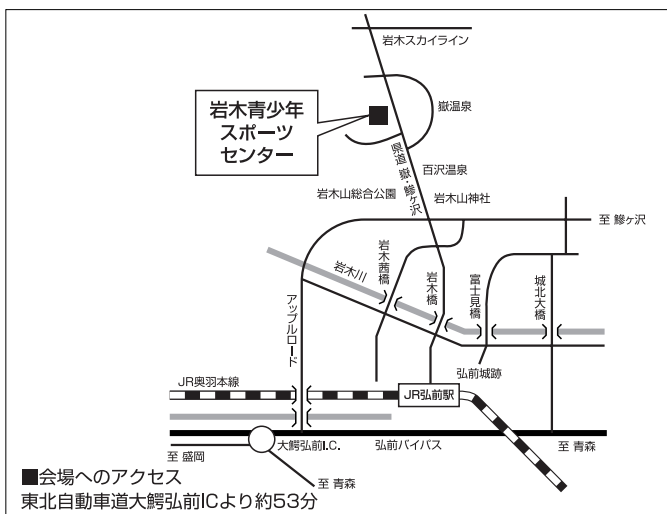 岩木スカイライン
岩木青少年
スポーツ
センター
嶽温泉
県道 嶽・鰺ヶ沢
百沢温泉
岩木山総合公園
岩木山神社
至 鰺ヶ沢
岩木川
岩木茜橋
岩木橋
富士見橋
城北大橋
アップルロード
弘前城跡
JR奥羽本線
JR弘前駅
至 盛岡
大鰐弘前I.C.
弘前バイパス
至 青森
至 青森
■会場へのアクセス
東北自動車道大鰐弘前ICより約53分